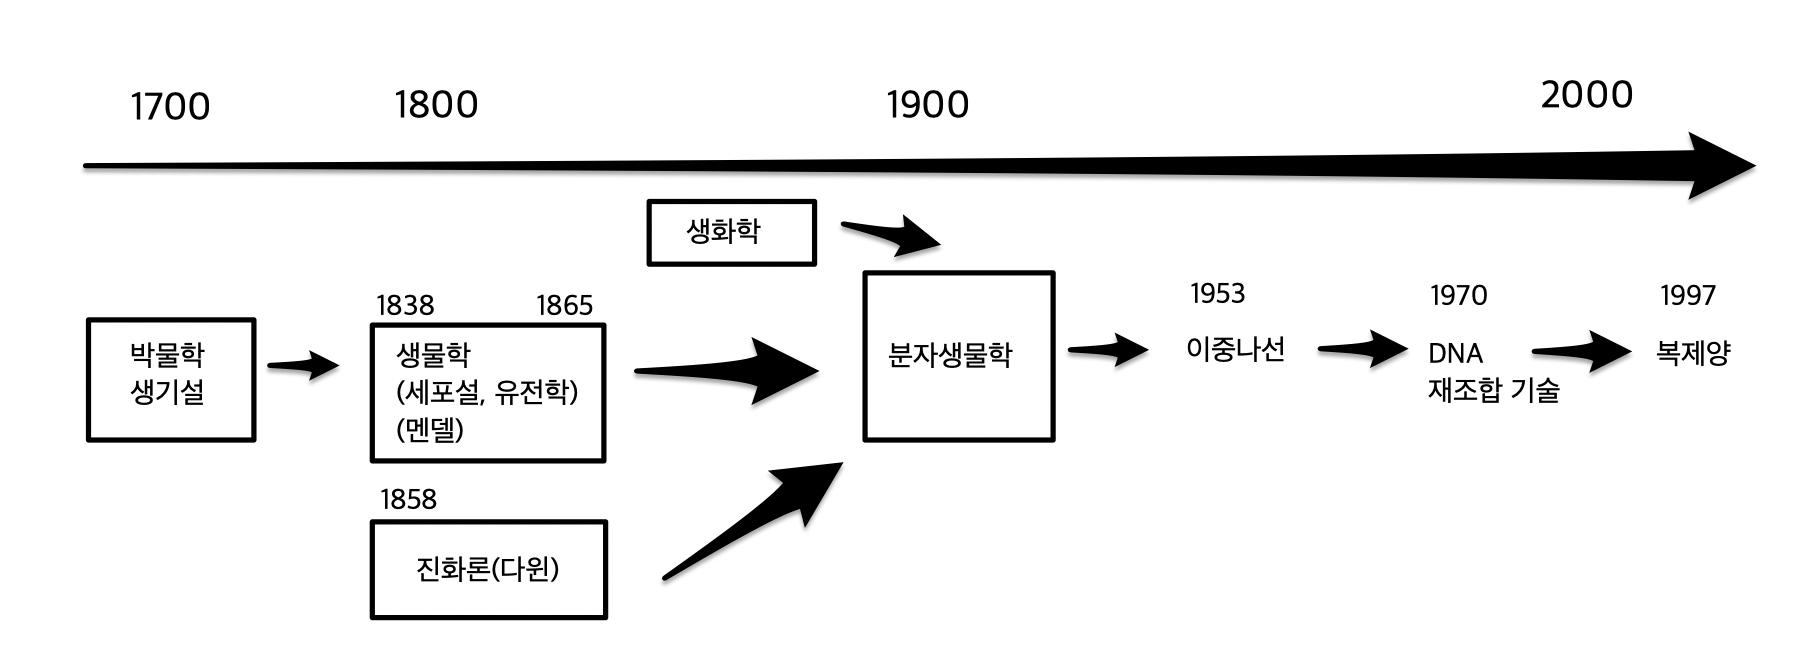 1700
1800
1900
2000
생화학
1838
1865
1953
1970
1997
박물학
생기설
생물학
(세포설, 유전학)
(멘델)
분자생물학
이중나선
DNA
재조합 기술
복제양
1858
진화론(다윈)